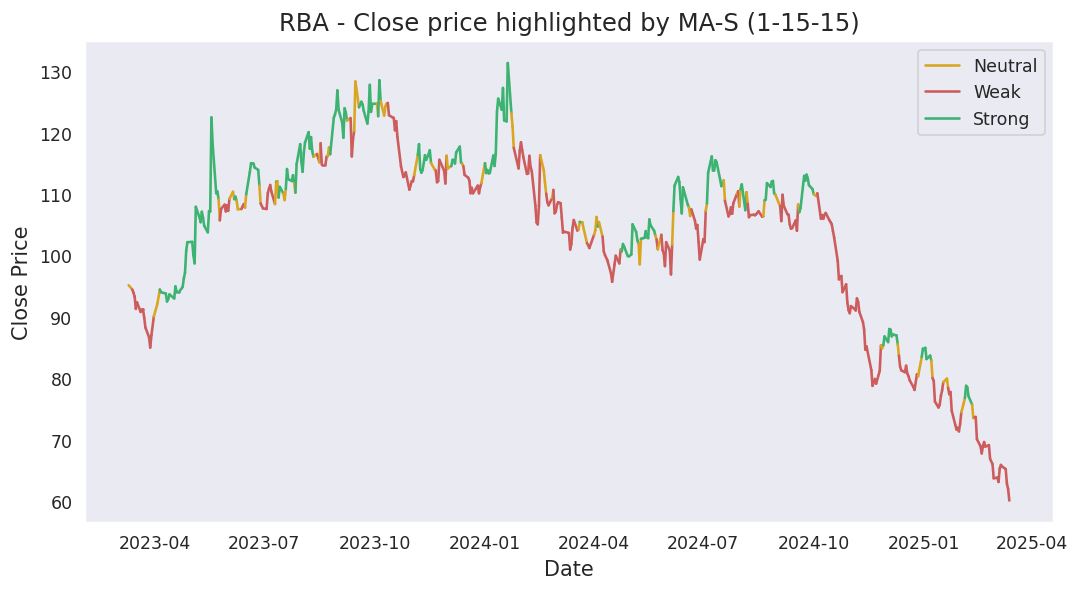 RBA - Close price highlighted by MA-S (1-15-15)
Neutral
Weak
Strong
Close Price
130
120
110
100
90
80
70
60
2023-04 2023-07 2023-10 2024-01 2024-04 2024-07 2024-10 2025-01 2025-04
Date